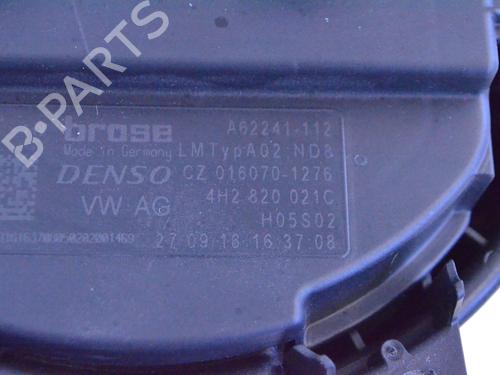 B-PARTS
brose A62241-112
Made in Germany LMTypA02 ND8
DENSO CZ 016070-1276
VW AG 4H2 820 021C
H05S02
27 09 16 16 37 08